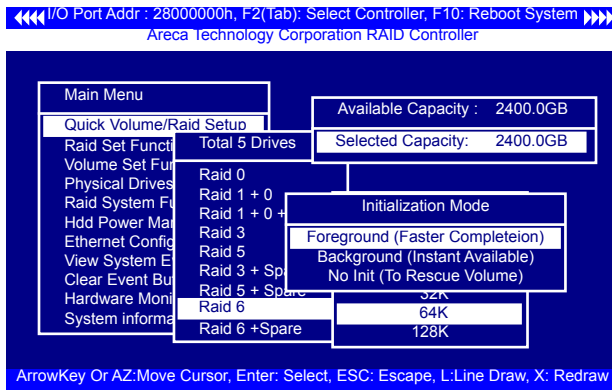 I/O Port Addr : 28000000h, F2(Tab): Select Controller, F10: Reboot System
Areca Technology Corporation RAID Controller
Main Menu
Quick Volume/Raid Setup
Raid Set Functi
Volume Set Fun
Physical Drives
Raid System Fu
Hdd Power Man
Ethernet Config
View System E
Clear Event Bu
Hardware Moni
System informa
Total 5 Drives
Raid 0
Raid 1 + 0
Raid 1 + 0 +
Raid 3
Raid 5
Raid 3 + Spa
Raid 5 + Spare
Raid 6
Raid 6 +Spare
Available Capacity : 2400.0GB
Selected Capacity: 2400.0GB
Initialization Mode
Foreground (Faster Completeion)
Background (Instant Available)
No Init (To Rescue Volume)
32K
64K
128K
ArrowKey Or AZ:Move Cursor, Enter: Select, ESC: Escape, L:Line Draw, X: Redraw